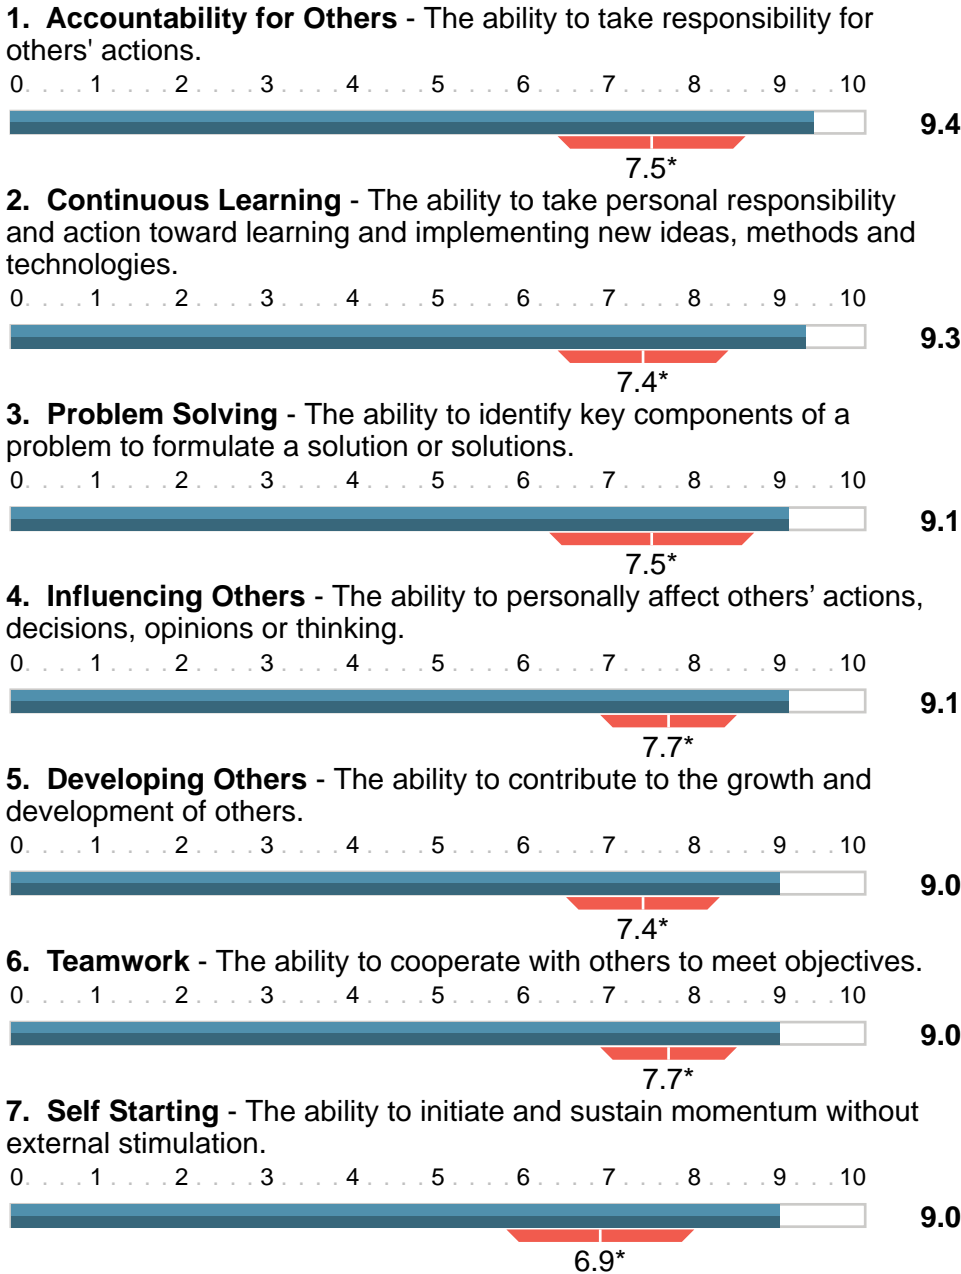 1.  Accountability for Others - The ability to take responsibility for
others' actions.
0. . . . 1 . . . . 2 . . . . 3 . . . . 4 . . . . 5 . . . . 6 . . . . 7 . . . . 8 . . . . 9 . . . 10
9.4
7.5*
2.  Continuous Learning - The ability to take personal responsibility
and action toward learning and implementing new ideas, methods and
technologies.
0. . . . 1 . . . . 2 . . . . 3 . . . . 4 . . . . 5 . . . . 6 . . . . 7 . . . . 8 . . . . 9 . . . 10
9.3
7.4*
3.  Problem Solving - The ability to identify key components of a
problem to formulate a solution or solutions.
0. . . . 1 . . . . 2 . . . . 3 . . . . 4 . . . . 5 . . . . 6 . . . . 7 . . . . 8 . . . . 9 . . . 10
9.1
7.5*
4.  Influencing Others - The ability to personally affect others’ actions,
decisions, opinions or thinking.
0. . . . 1 . . . . 2 . . . . 3 . . . . 4 . . . . 5 . . . . 6 . . . . 7 . . . . 8 . . . . 9 . . . 10
9.1
7.7*
5.  Developing Others - The ability to contribute to the growth and
development of others.
0. . . . 1 . . . . 2 . . . . 3 . . . . 4 . . . . 5 . . . . 6 . . . . 7 . . . . 8 . . . . 9 . . . 10
9.0
7.4*
6.  Teamwork - The ability to cooperate with others to meet objectives.
0. . . . 1 . . . . 2 . . . . 3 . . . . 4 . . . . 5 . . . . 6 . . . . 7 . . . . 8 . . . . 9 . . . 10
9.0
7.7*
7.  Self Starting - The ability to initiate and sustain momentum without
external stimulation.
0. . . . 1 . . . . 2 . . . . 3 . . . . 4 . . . . 5 . . . . 6 . . . . 7 . . . . 8 . . . . 9 . . . 10
9.0
6.9*